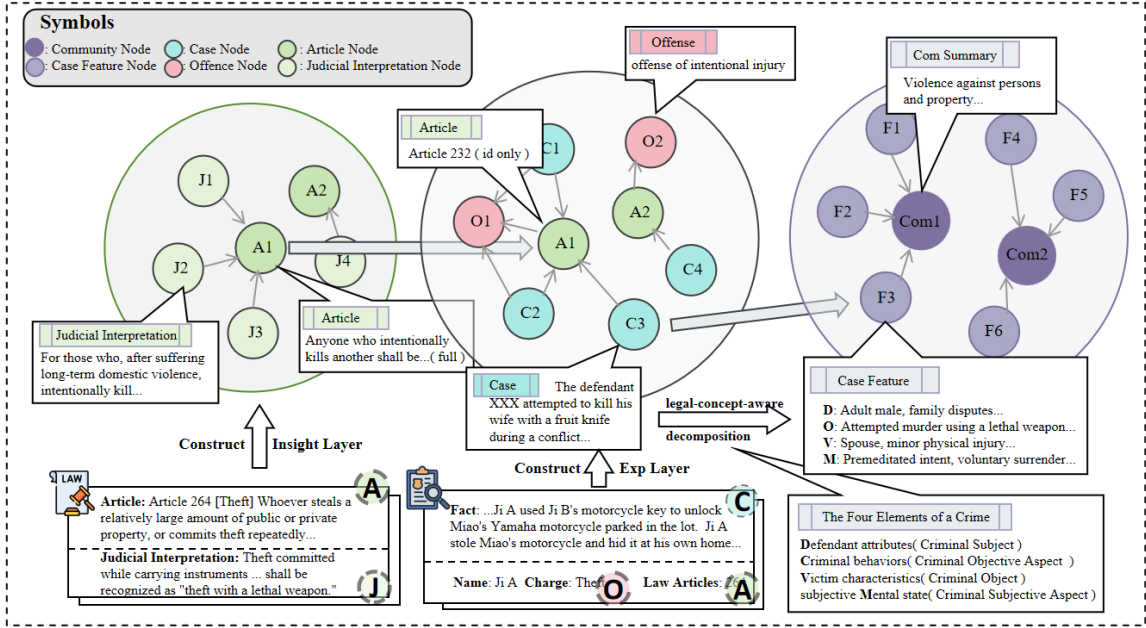 Symbols
: Community Node
: Case Node
: Article Node
: Case Feature Node
: Offence Node
: Judicial Interpretation Node
J1
A2
A1
J2
J4
J3
Judicial Interpretation
For those who, after suffering
long-term domestic violence,
intentionally kill...
Article
Anyone who intentionally
kills another shall be...( full )
Article
Article 232 ( id only )
Offense
offense of intentional injury
C1
O2
O1
A2
A1
C4
C2
C3
Case
The defendant
XXX attempted to kill his
wife with a fruit knife
during a conflict...
Com Summary
Violence against persons
and property...
F1
F4
F2
F5
Com1
Com2
F3
F6
Case Feature
D: Adult male, family disputes...
O: Attempted murder using a lethal weapon...
V: Spouse, minor physical injury...
M: Premeditated intent, voluntary surrender...
legal-concept-aware
decomposition
Construct
Insight Layer
Construct
Exp Layer
LAW
A
Article: Article 264 [Theft] Whoever steals a
relatively large amount of public or private
property, or commits theft repeatedly...
Judicial Interpretation: Theft committed
while carrying instruments ... shall be
recognized as "theft with a lethal weapon."
J
C
Fact: ...Ji A used Ji B's motorcycle key to unlock
Miao's Yamaha motorcycle parked in the lot. Ji A
stole Miao's motorcycle and hid it at his own home...
Name: Ji A Charge: Theft Law Articles:
O
A
The Four Elements of a Crime
Defendant attributes( Criminal Subject )
Criminal behaviors( Criminal Objective Aspect )
Victim characteristics( Criminal Object )
subjective Mental state( Criminal Subjective Aspect )